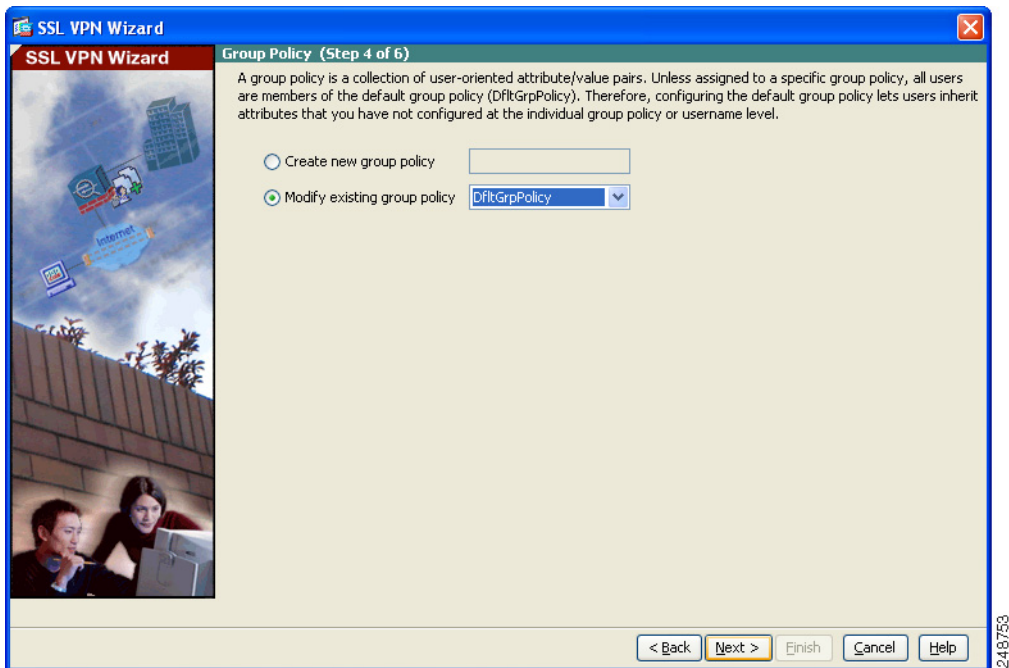 SSL VPN Wizard
SSL VPN Wizard
Group Policy (Step 4 of 6)
A group policy is a collection of user-oriented attribute/value pairs. Unless assigned to a specific group policy, all users
are members of the default group policy (DfltGrpPolicy). Therefore, configuring the default group policy lets users inherit
attributes that you have not configured at the individual group policy or username level.
Internet
Create new group policy
Modify existing group policy DfltGrpPolicy
< Back Next > Finish Cancel Help
248753